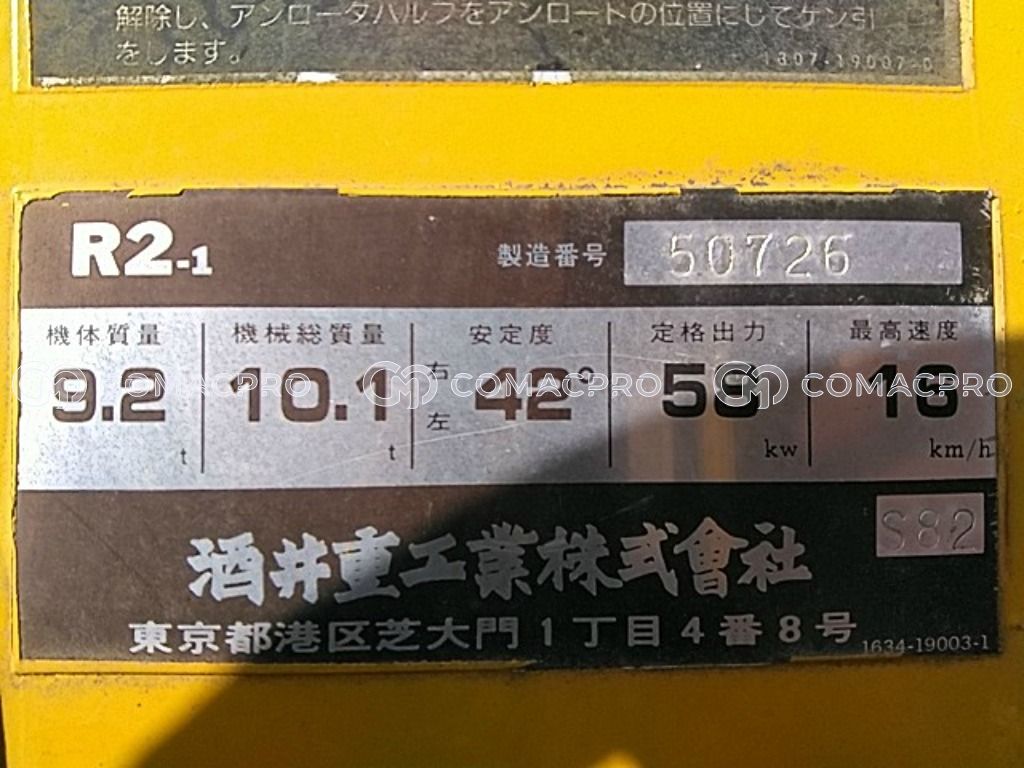 解除し、アンロータバルブをアンロードの位置にしてケン引
をします。
1307-19007-0
R2-1
製造番号 50726
機体質量 機械総質量 安定度 定格出力 最高速度
9.2 t 10.1 t 右 左 42° kw 16 km/h
COMACPRO COMACPRO COMACPRO COMACPRO COMACPRO
S82
酒井重工業株式會社
東京都港区芝大門1丁目4番8号
1634-19003-1